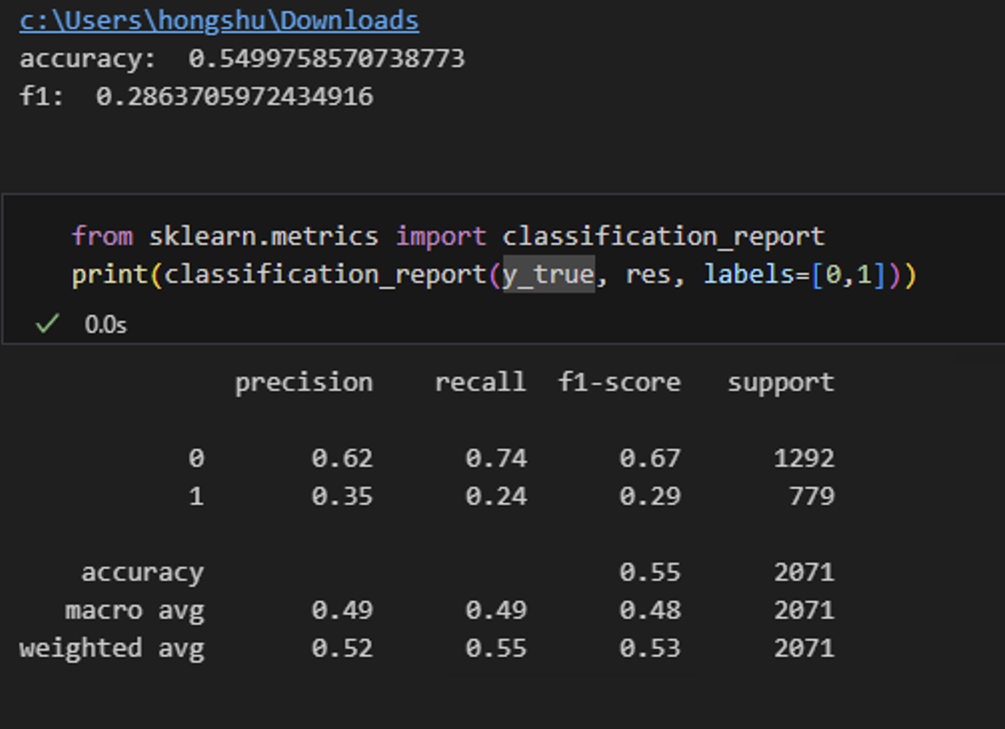 c:\Users\hongshu\Downloads
accuracy:  0.5499758570738773
f1:  0.2863705972434916
from sklearn.metrics import classification_report
print(classification_report(y_true, res, labels=[0,1]))
0.0s
precision    recall  f1-score   support
0       0.62      0.74      0.67      1292
1       0.35      0.24      0.29       779
accuracy                           0.55      2071
macro avg       0.49      0.49      0.48      2071
weighted avg       0.52      0.55      0.53      2071